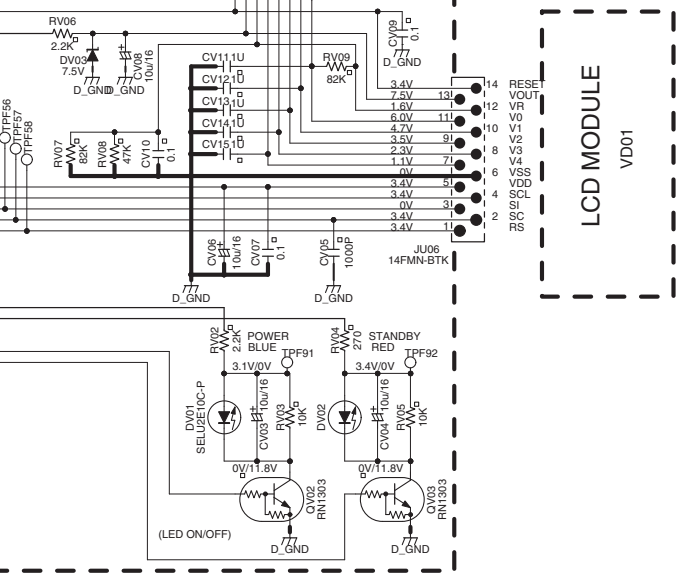 RV06
2.2K
DV03
7.5V
CV08
10u/16
D_GND
D_GND
CV09
0.1
D_GND
CV11 .1U
CV12 .1U
CV13 .1U
CV14 .1U
CV15 .1U
RV09
82K
TPF56
TPF57
TPF58
RV07
82K
RV08
47K
CV10
0.1
3.4V 14 RESET
7.5V 13 VOUT
1.6V 12 VR
6.0V 11 V0
4.7V 10 V1
3.5V 9 V2
2.3V 8 V3
1.1V 7 V4
0V 6 VSS
3.4V 5 VDD
3.4V 4 SCL
0V 3 SI
3.4V 2 SC
3.4V 1 RS
JU06
14FMN-BTK
LCD MODULE
VD01
CV06
10u/16
CV07
0.1
CV05
1000P
D_GND
D_GND
RV02
2.2K
POWER
BLUE
TPF91
3.1V/0V
DV01
SELU2E10C-P
CV03
10u/16
RV03
10K
0V/11.8V
QV02
RN1303
D_GND
RV04
270
STANDBY
RED
TPF92
3.4V/0V
DV02
CV04
10u/16
RV05
10K
0V/11.8V
QV03
RN1303
D_GND
(LED ON/OFF)